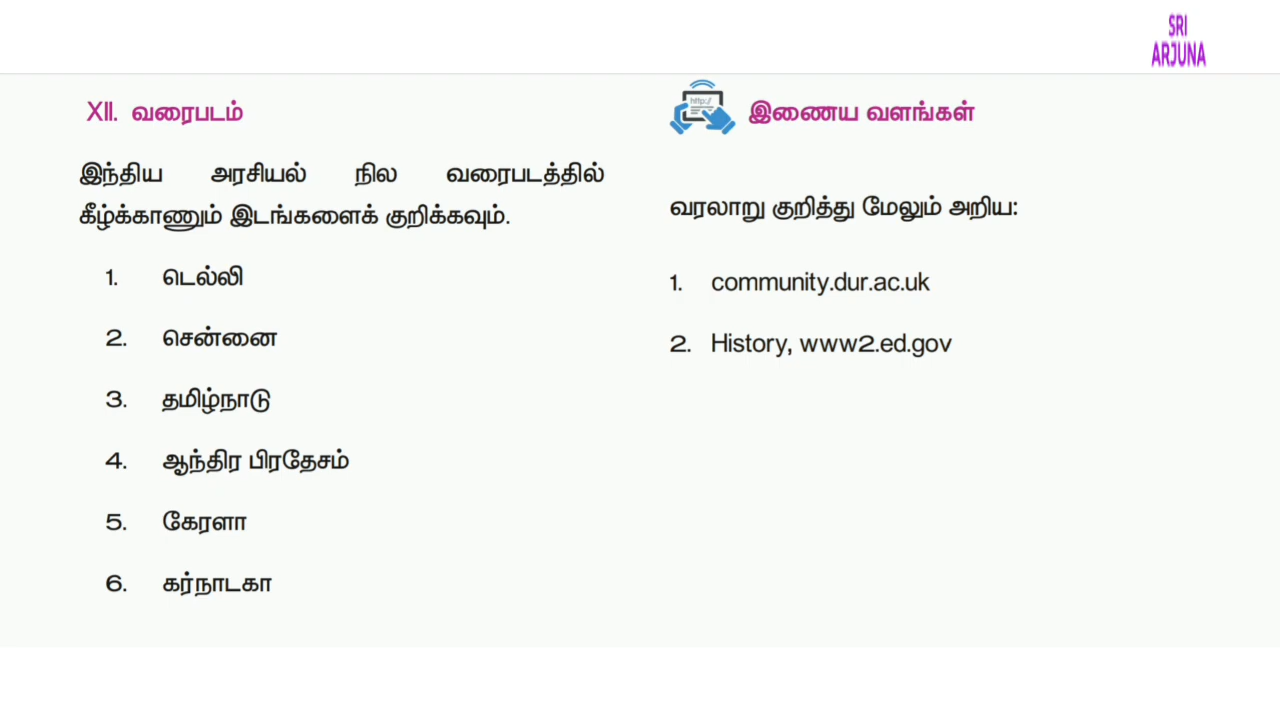 SRI
ARJUNA
XII. வரைபடம்
இந்திய அரசியல் நில வரைபடத்தில்
கீழ்க்காணும் இடங்களைக் குறிக்கவும்.
1. டெல்லி
2. சென்னை
3. தமிழ்நாடு
4. ஆந்திர பிரதேசம்
5. கேரளா
6. கர்நாடகா
http://
இணைய வளங்கள்
வரலாறு குறித்து மேலும் அறிய:
1. community.dur.ac.uk
2. History, www2.ed.gov